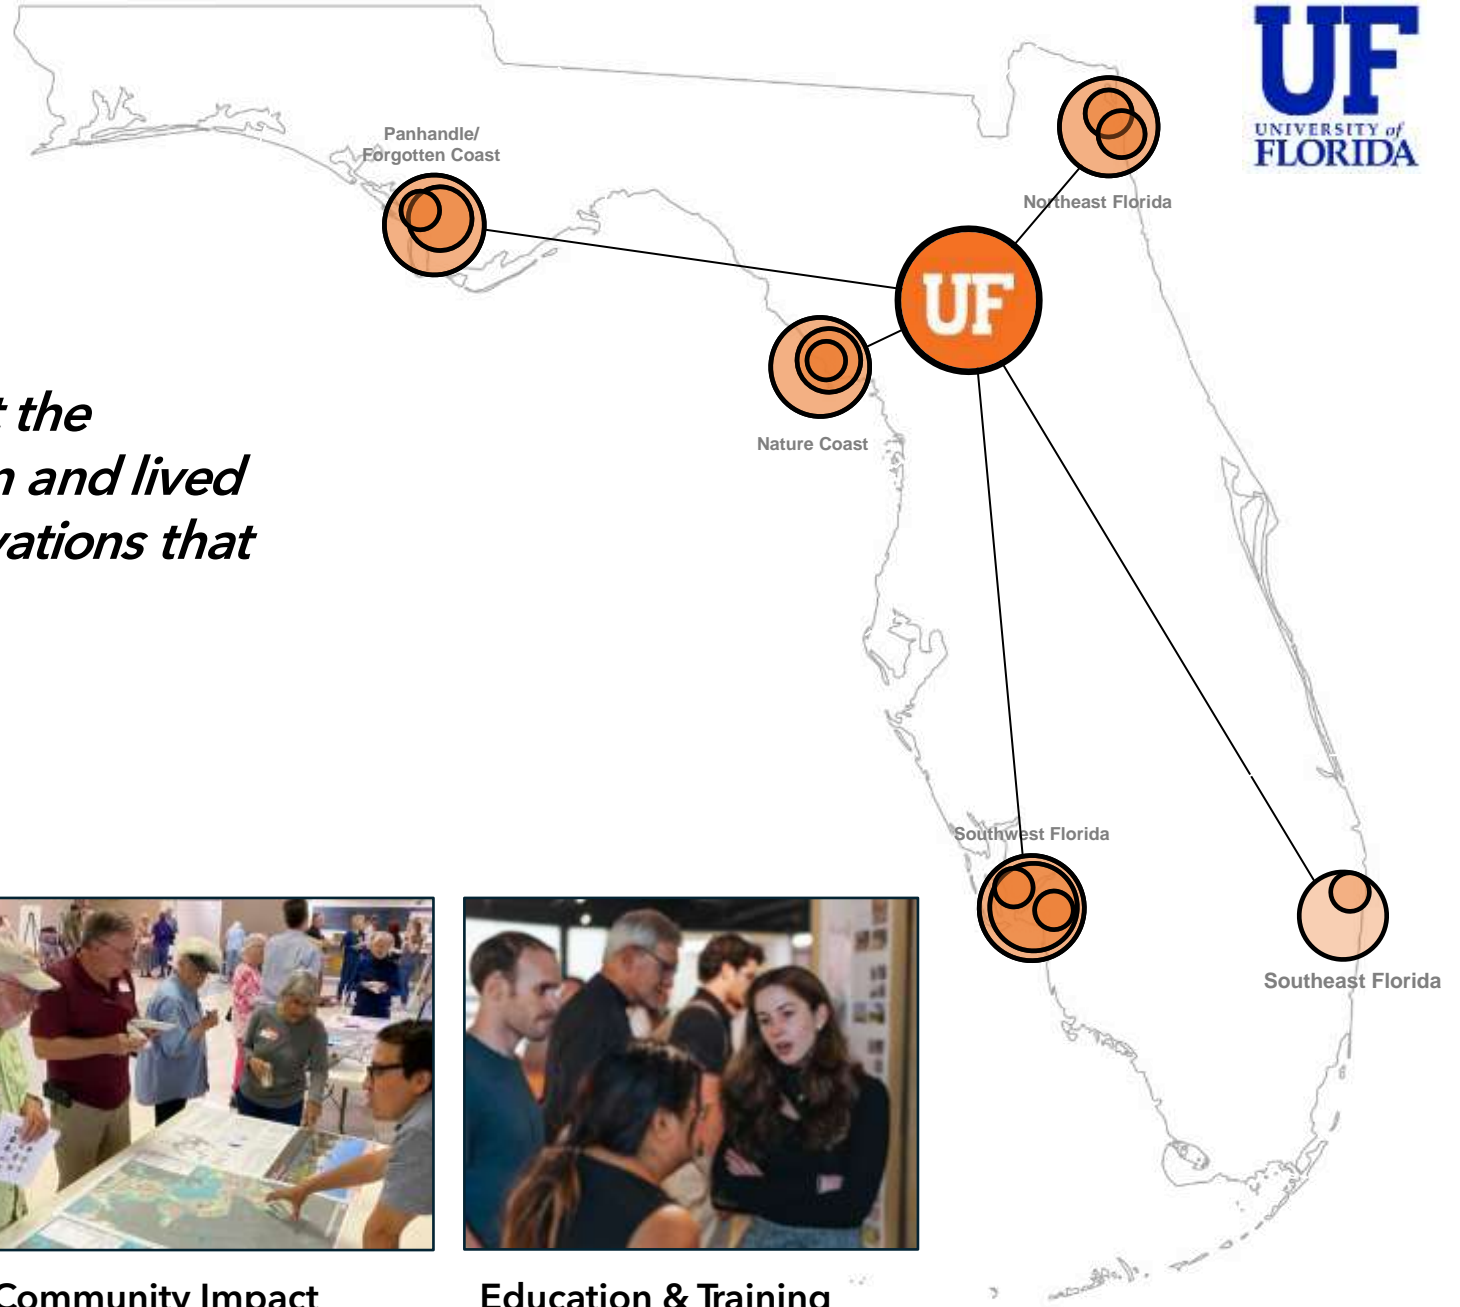 UF
UNIVERSITY of
FLORIDA
Panhandle/
Forgotten Coast
Northeast Florida
UF
Nature Coast
the
and lived
that
Southwest Florida
Southeast Florida
Community Impact
Education & Training